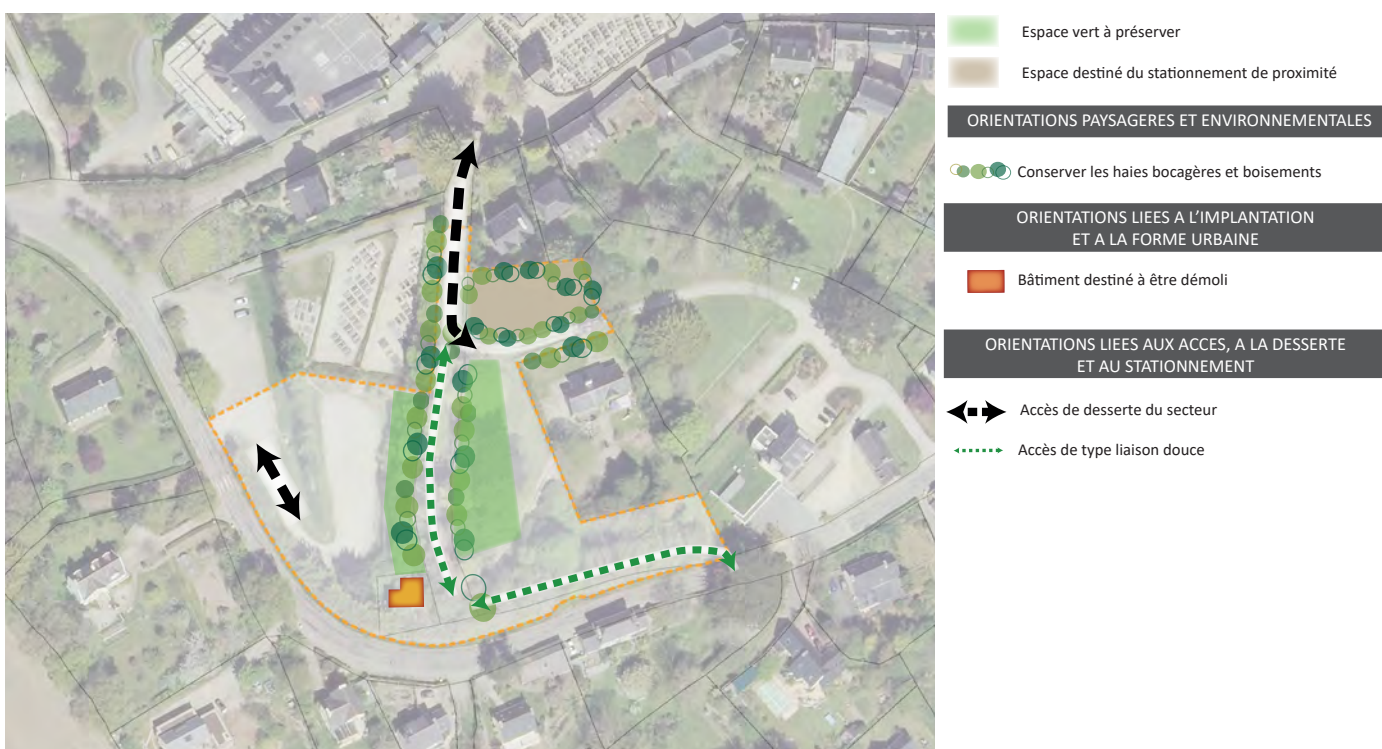 Espace vert à préserver
Espace destiné du stationnement de proximité
ORIENTATIONS PAYSAGERES ET ENVIRONNEMENTALES
Conserver les haies bocagères et boisements
ORIENTATIONS LIEES A L'IMPLANTATION
ET A LA FORME URBAINE
Bâtiment destiné à être démoli
ORIENTATIONS LIEES AUX ACCES, A LA DESSERTE
ET AU STATIONNEMENT
Accès de desserte du secteur
Accès de type liaison douce